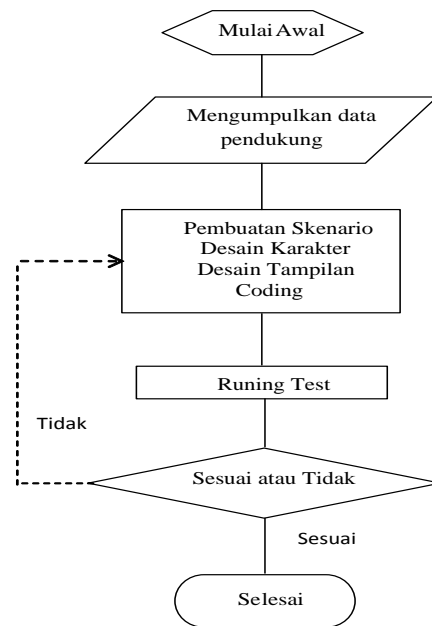 Mulai Awal
Mengumpulkan data
pendukung
Pembuatan Skenario
Desain Karakter
Desain Tampilan
Coding
Runing Test
Tidak
Sesuai atau Tidak
Sesuai
Selesai